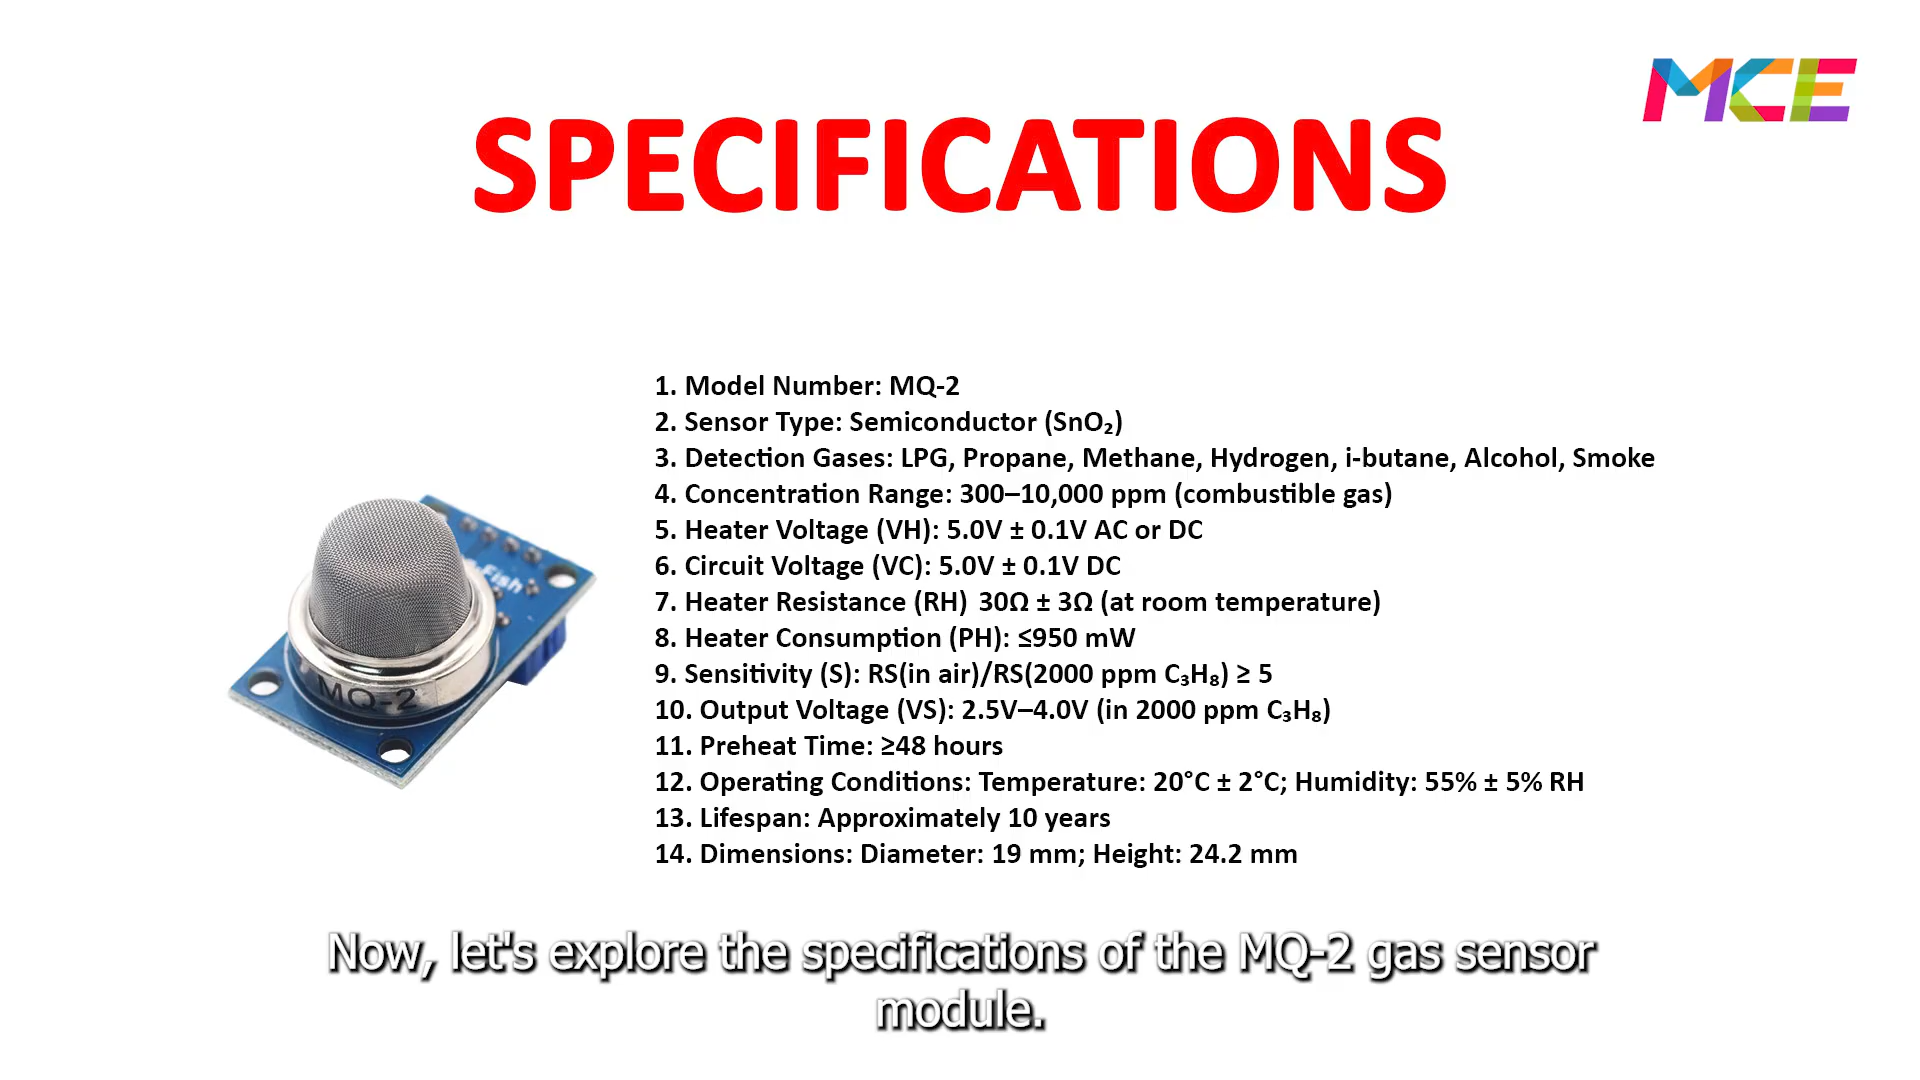 MCE
SPECIFICATIONS
1. Model Number: MQ-2
2. Sensor Type: Semiconductor (SnO₂)
3. Detection Gases: LPG, Propane, Methane, Hydrogen, i-butane, Alcohol, Smoke
4. Concentration Range: 300–10,000 ppm (combustible gas)
5. Heater Voltage (VH): 5.0V ± 0.1V AC or DC
6. Circuit Voltage (VC): 5.0V ± 0.1V DC
7. Heater Resistance (RH) 30Ω ± 3Ω (at room temperature)
8. Heater Consumption (PH): ≤950 mW
9. Sensitivity (S): RS(in air)/RS(2000 ppm C₃H₈) ≥ 5
10. Output Voltage (VS): 2.5V–4.0V (in 2000 ppm C₃H₈)
11. Preheat Time: ≥48 hours
12. Operating Conditions: Temperature: 20°C ± 2°C; Humidity: 55% ± 5% RH
13. Lifespan: Approximately 10 years
14. Dimensions: Diameter: 19 mm; Height: 24.2 mm
Fish
MQ-2
Now, let's explore the specifications of the MQ-2 gas sensor
module.